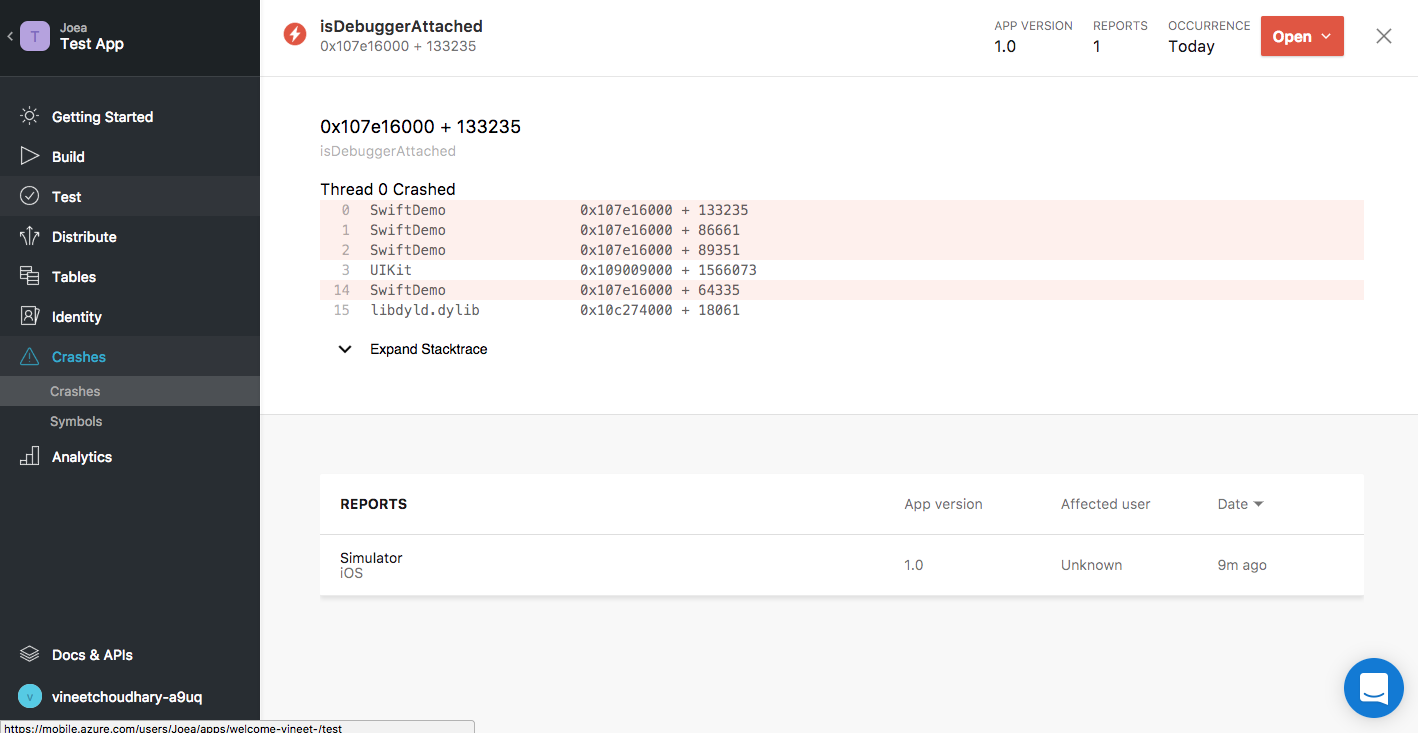 T
Joea
Test App
Getting Started
Build
Test
Distribute
Tables
Identity
Crashes
Crashes
Symbols
Analytics
Docs & APIs
v
vineetchoudhary-a9uq
https://mobile.azure.com/users/Joea/apps/welcome-vineet-/test
isDebuggerAttached
0x107e16000 + 133235
APP VERSION REPORTS OCCURRENCE
1.0 1 Today
Open
0x107e16000 + 133235
isDebuggerAttached
Thread 0 Crashed
0 SwiftDemo 0x107e16000 + 133235
1 SwiftDemo 0x107e16000 + 86661
2 SwiftDemo 0x107e16000 + 89351
3 UIKit 0x109009000 + 1566073
14 SwiftDemo 0x107e16000 + 64335
15 libdyld.dylib 0x10c274000 + 18061
Expand Stacktrace
REPORTS App version Affected user Date
Simulator
iOS
1.0 Unknown 9m ago